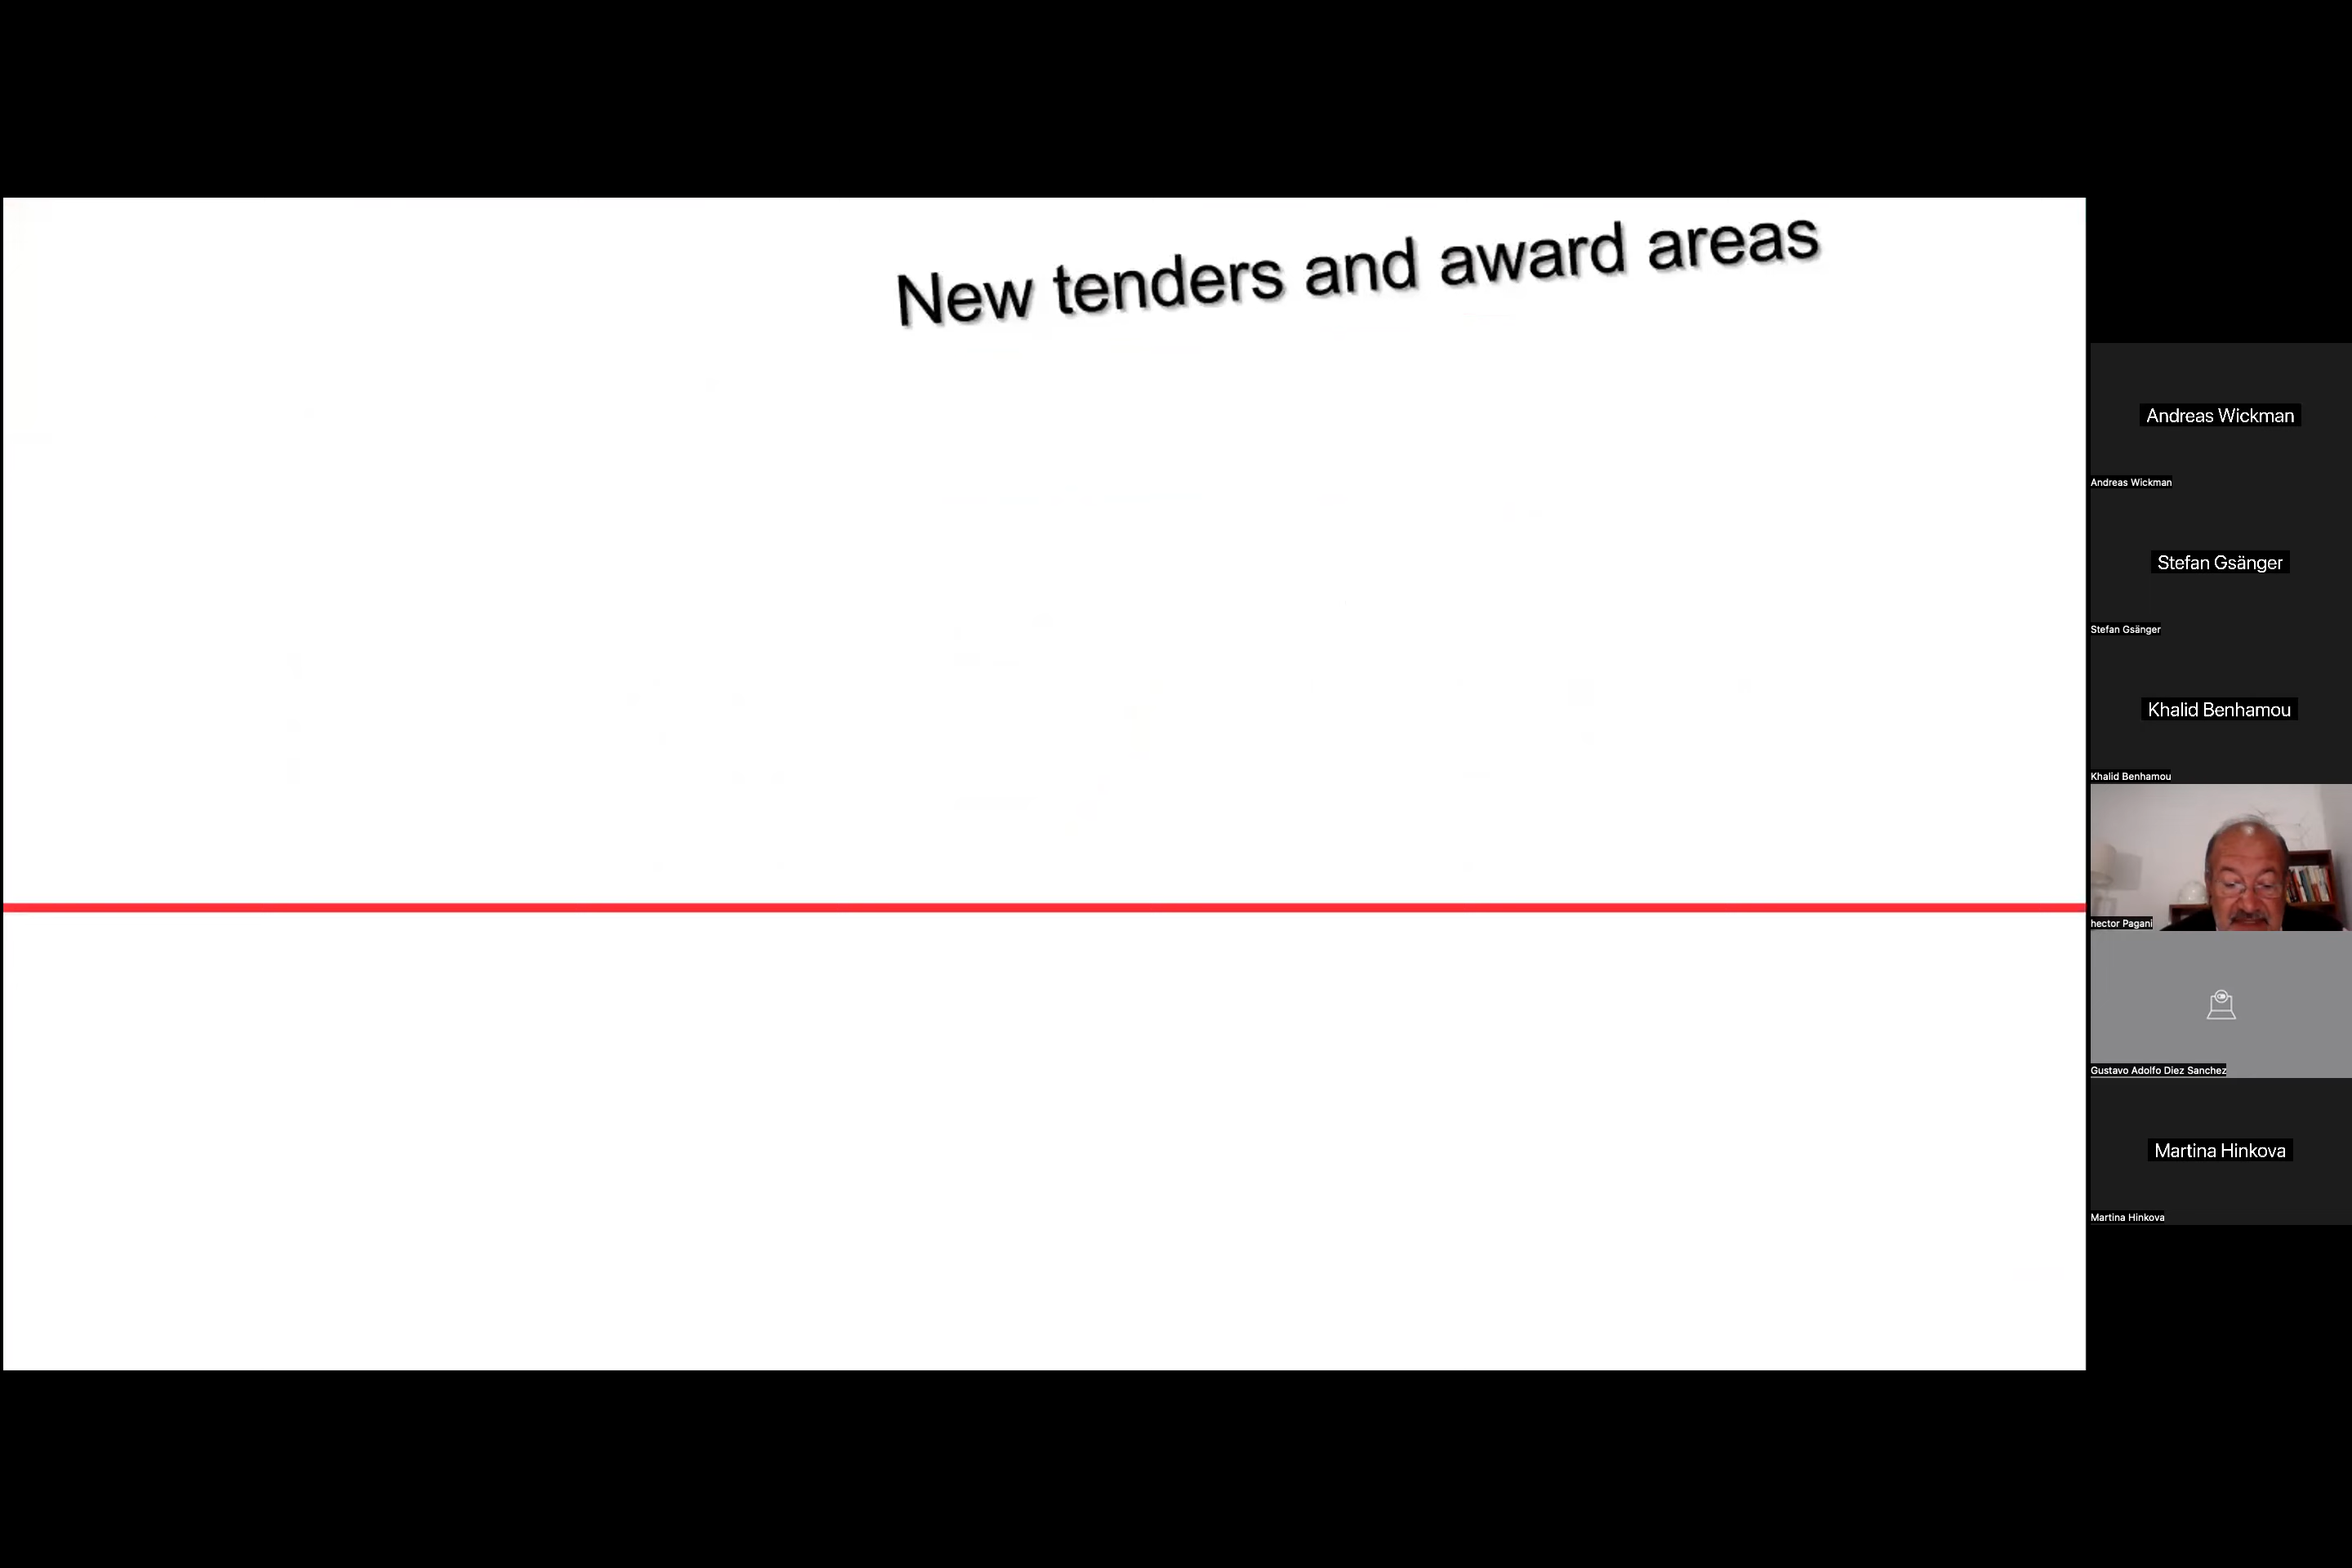 New tenders and award areas
Andreas Wickman
Andreas Wickman
Stefan Gsänger
Stefan Gsänger
Khalid Benhamou
Khalid Benhamou
hector Pagani
Gustavo Adolfo Diez Sanchez
Martina Hinkova
Martina Hinkova